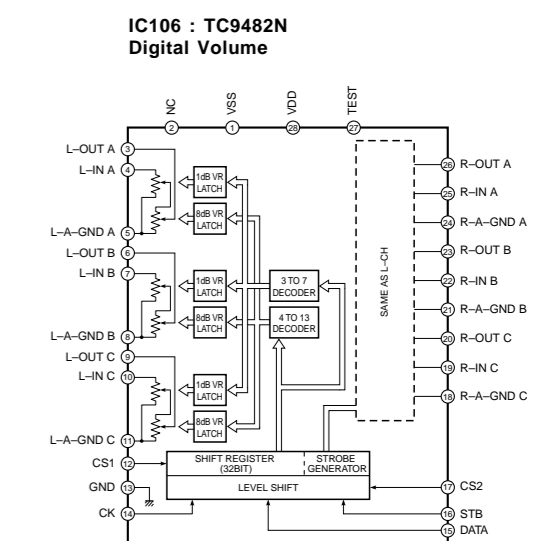 IC106 : TC9482N
Digital Volume
NC
VSS
VDD
TEST
2
1
28
27
L–OUT A 3
L–IN A 4
L–A–GND A 5
L–OUT B 6
L–IN B 7
L–A–GND B 8
L–OUT C 9
L–IN C 10
L–A–GND C 11
CS1 12
GND 13
CK 14
1dB VR
LATCH
8dB VR
LATCH
1dB VR
LATCH
8dB VR
LATCH
1dB VR
LATCH
8dB VR
LATCH
3 TO 7
DECODER
4 TO 13
DECODER
SAME AS L–CH
SHIFT REGISTER
(32BIT)
STROBE
GENERATOR
LEVEL SHIFT
26 R–OUT A
25 R–IN A
24 R–A–GND A
23 R–OUT B
22 R–IN B
21 R–A–GND B
20 R–OUT C
19 R–IN C
18 R–A–GND C
17 CS2
16 STB
15 DATA